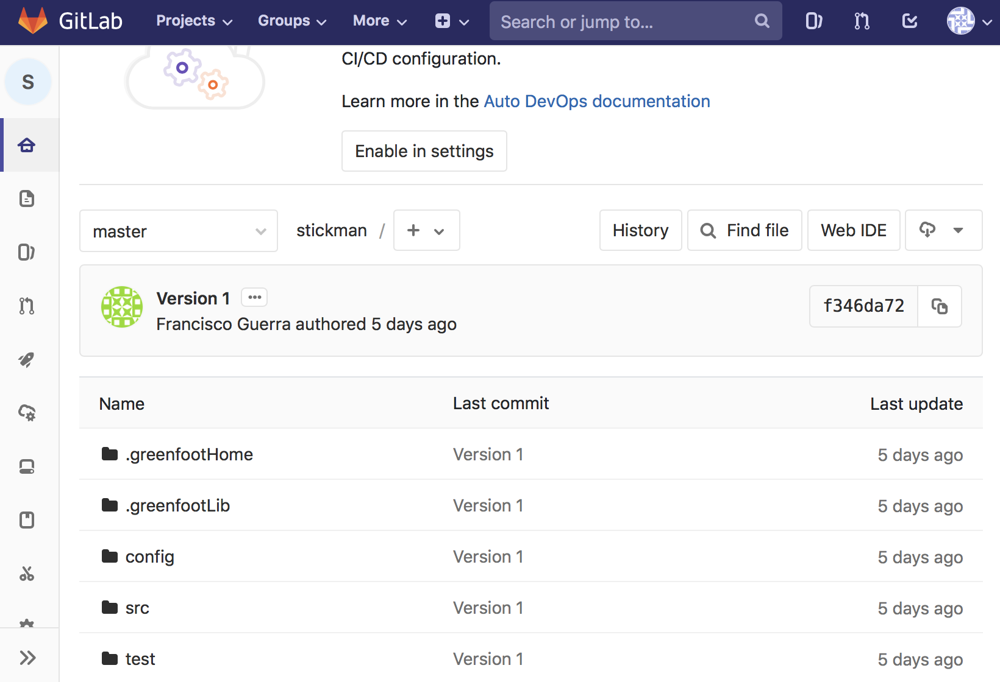 GitLab Projects Groups More Search or jump to...
S
CI/CD configuration.
Learn more in the Auto DevOps documentation
Enable in settings
master stickman / + History Find file Web IDE
Version 1 ...
Francisco Guerra authored 5 days ago
f346da72
Name Last commit Last update
.greenfootHome Version 1 5 days ago
.greenfootLib Version 1 5 days ago
config Version 1 5 days ago
src Version 1 5 days ago
test Version 1 5 days ago